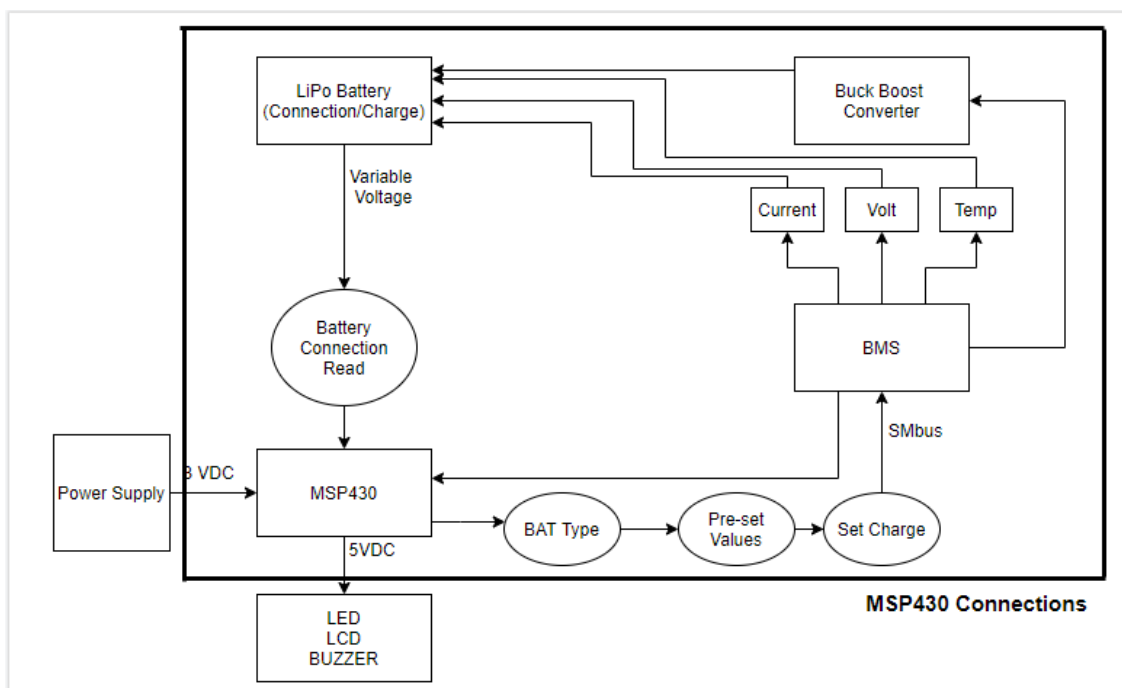 LiPo Battery
(Connection/Charge)
Buck Boost
Converter
Variable
Voltage
Current
Volt
Temp
Battery
Connection
Read
BMS
SMbus
Power Supply
3 VDC
MSP430
BAT Type
Pre-set
Values
Set Charge
5VDC
LED
LCD
BUZZER
MSP430 Connections